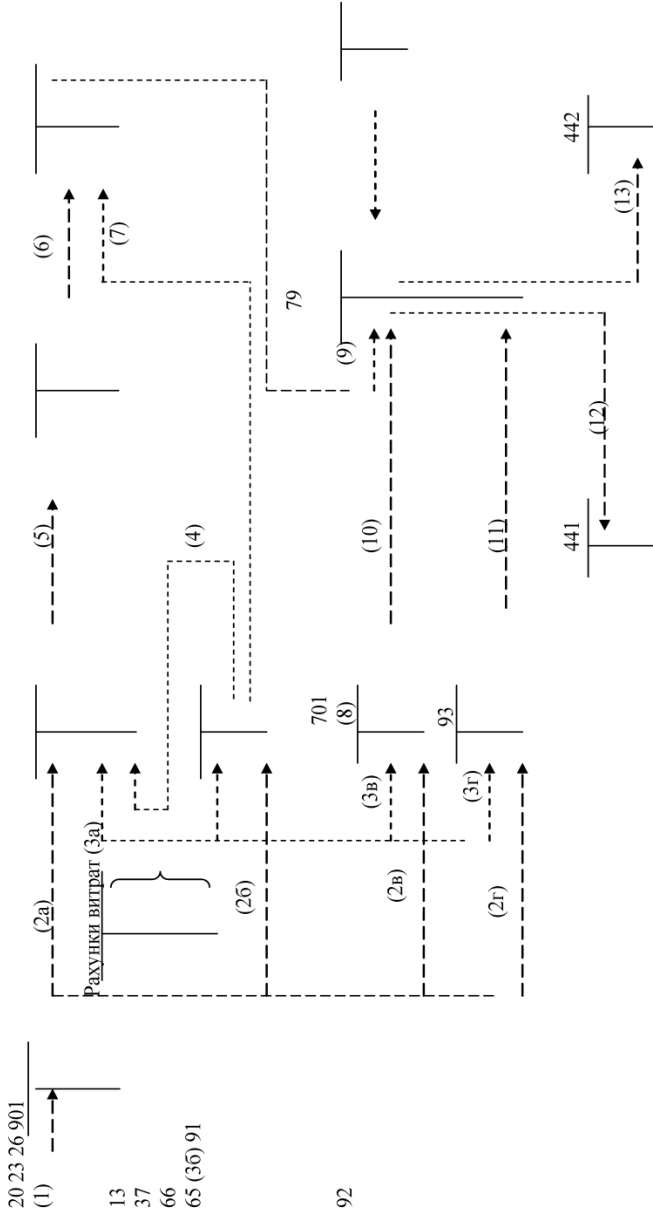 20 23 26 901
(1)
(2а)
(5)
(6)
(7)
Рахунки витрат (3а)
13
37
66
65 (3б) 91
(4)
(2б)
79
701
(8)
(3в)
(9)
92
(2в)
(10)
93
(3г)
(2г)
(11)
(12)
(13)
441
442